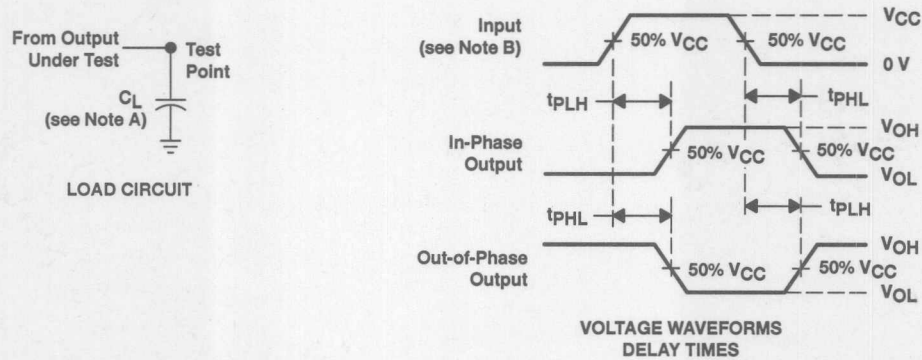 From Output
Under Test
Test
Point
CL
(see Note A)
LOAD CIRCUIT
Input
(see Note B)
50% VCC
50% VCC
VCC
0 V
tPLH
tPHL
In-Phase
Output
50% VCC
50% VCC
VOH
VOL
tPHL
tPLH
Out-of-Phase
Output
50% VCC
50% VCC
VOH
VOL
VOLTAGE WAVEFORMS
DELAY TIMES